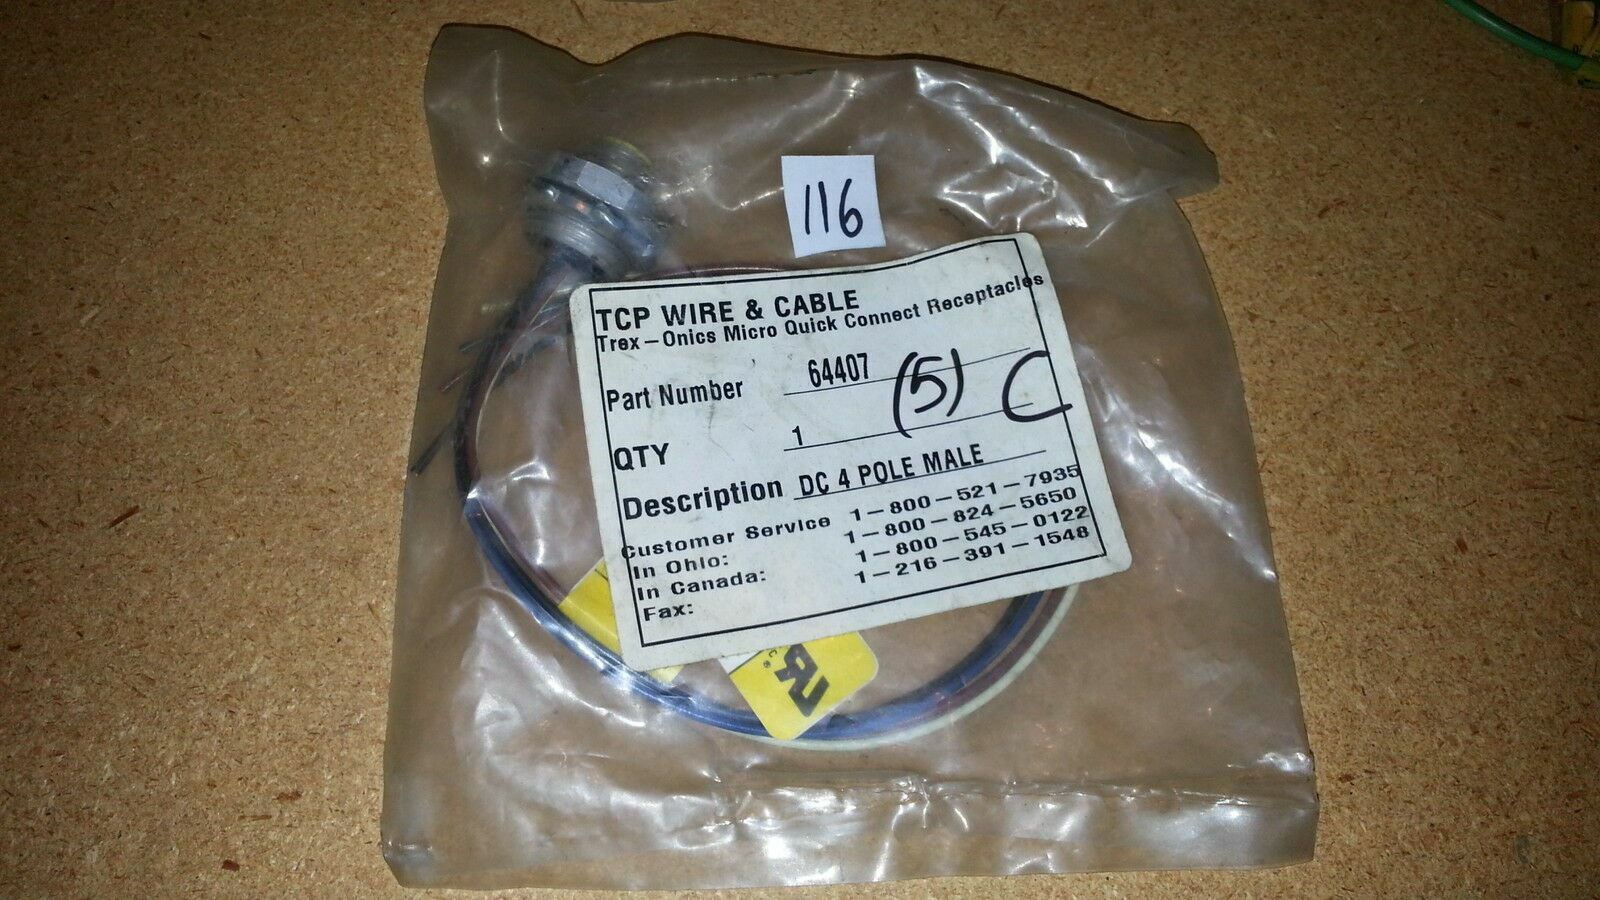 116
TCP WIRE & CABLE
Trex-Onics Micro Quick Connect Receptacles
Part Number 64407 (5) C
QTY 1
Description DC 4 POLE MALE
Customer Service 1-800-521-7935
In Ohio: 1-800-824-5650
In Canada: 1-800-545-0122
Fax: 1-216-391-1548